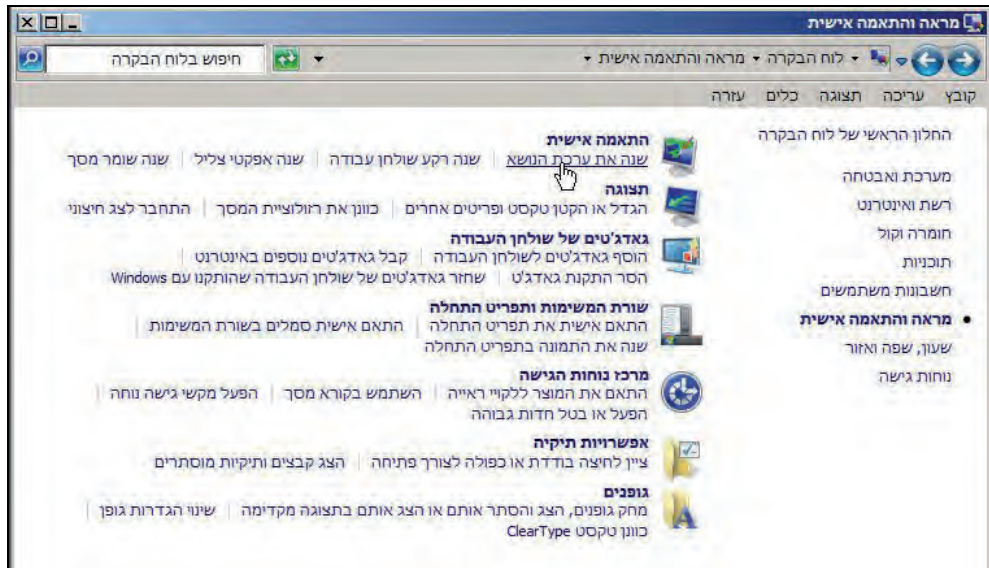 מראה והתאמה אישית
לוח הבקרה
מראה והתאמה אישית
חיפוש בלוח הבקרה
קובץ עריכה תצוגה כלים עזרה
החלון הראשי של לוח הבקרה
מערכת ואבטחה
רשת ואינטרנט
חומרה וקול
תוכניות
חשבונות משתמשים
מראה והתאמה אישית
שעון, שפה ואזור
נוחות גישה
התאמה אישית
שנה את ערכת הנושא | שנה רקע שולחן עבודה | שנה אפקטי צליל | שנה שומר מסך
תצוגה
הגדל או הקטן טקסט ופריטים אחרים | כוונן את רזולוציית המסך | התחבר לצג חיצוני
גאדג'טים של שולחן העבודה
הוסף גאדג'טים לשולחן העבודה | קבל גאדג'טים נוספים באינטרנט |
הסר התקנת גאדג'ט | שחזר גאדג'טים של שולחן העבודה שהותקנו עם Windows
שורת המשימות ותפריט התחלה
התאם אישית את תפריט התחלה | התאם אישית סמלים בשורת המשימות |
שנה את התמונה בתפריט התחלה
מרכז נוחות הגישה
התאם את המוצר ללקויי ראייה | השתמש בקורא מסך | הפעל מקשי גישה נוחה |
הפעל או בטל חדות גבוהה
אפשרויות תיקיה
ציין לחיצה בודדת או כפולה לצורך פתיחה | הצג קבצים ותיקיות מוסתרים
גופנים
מחק גופנים, הצג והסתר אותם או הצג אותם בתצוגה מקדימה | שינוי הגדרות גופן |
כוונן טקסט ClearType